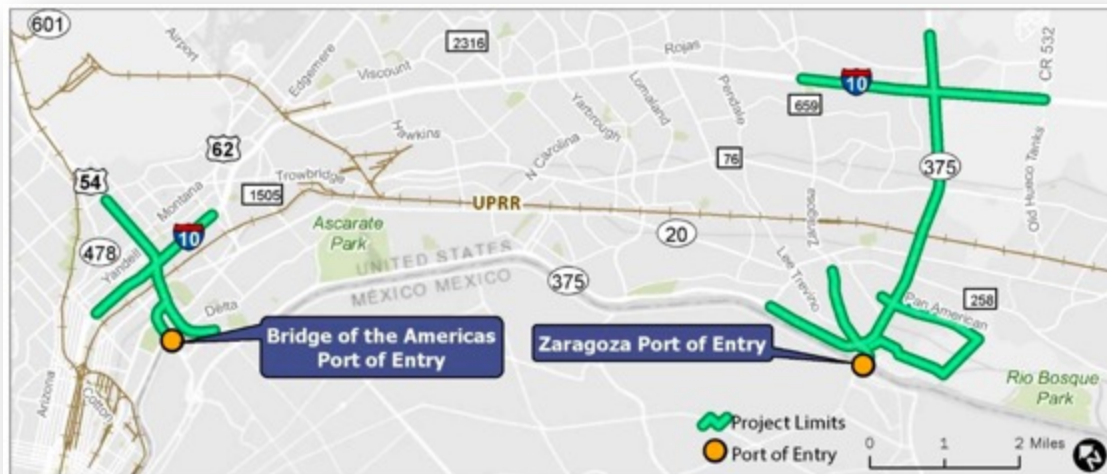 601
Airport
Edgemere
2316
Viscount
Rojas
CR 532
10
659
Lomaland
Pendale
Yarbrough
Hawkins
N Carolina
62
76
375
Old Hueco Tanks
54
Montana
Trowbridge
1505
UPRR
Zaragosa
10
Ascarate
Park
20
478
Yandell
UNITED STATES
MÉXICO MEXICO
375
Lee Trevino
Delta
Pan American
258
Bridge of the Americas
Port of Entry
Zaragoza Port of Entry
Rio Bosque
Park
Arizona
Cotton
Project Limits
Port of Entry
0 1 2 Miles